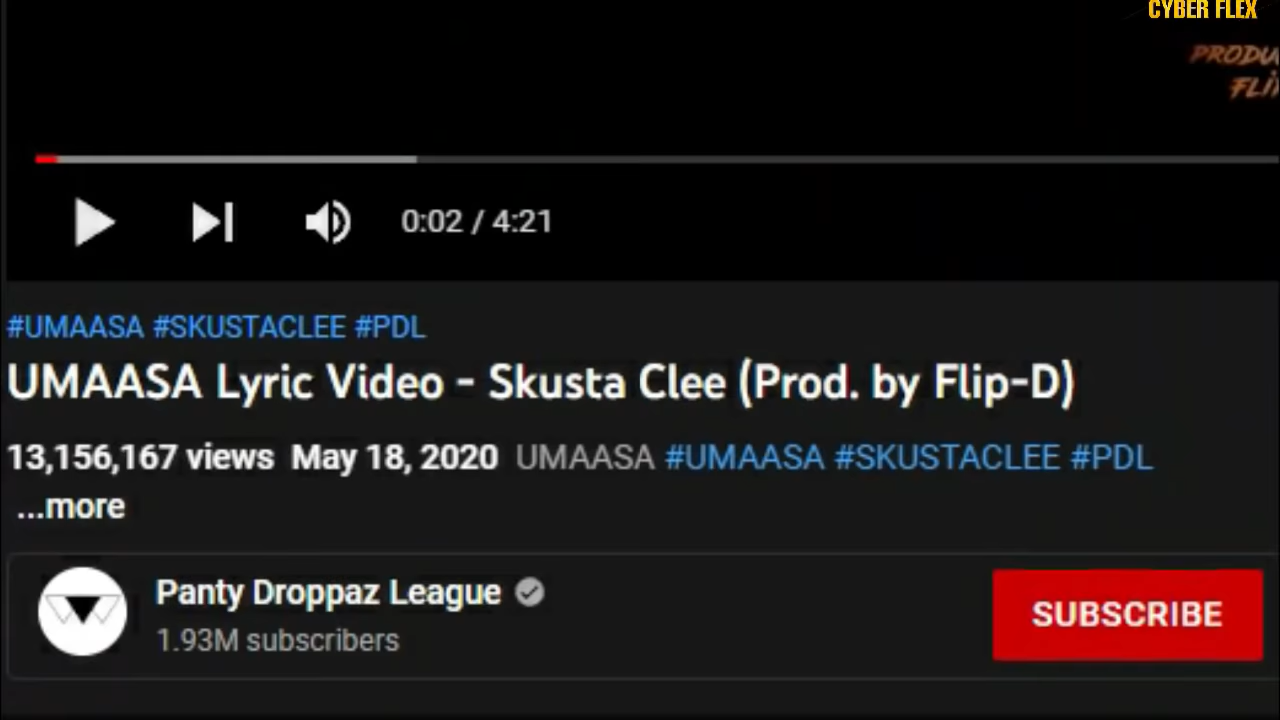 CYBER FLEX
0:02 / 4:21
#UMAASA #SKUSTACLEE #PDL
UMAASA Lyric Video - Skusta Clee (Prod. by Flip-D)
13,156,167 views May 18, 2020 UMAASA #UMAASA #SKUSTACLEE #PDL
...more
Panty Droppaz League
1.93M subscribers
SUBSCRIBE